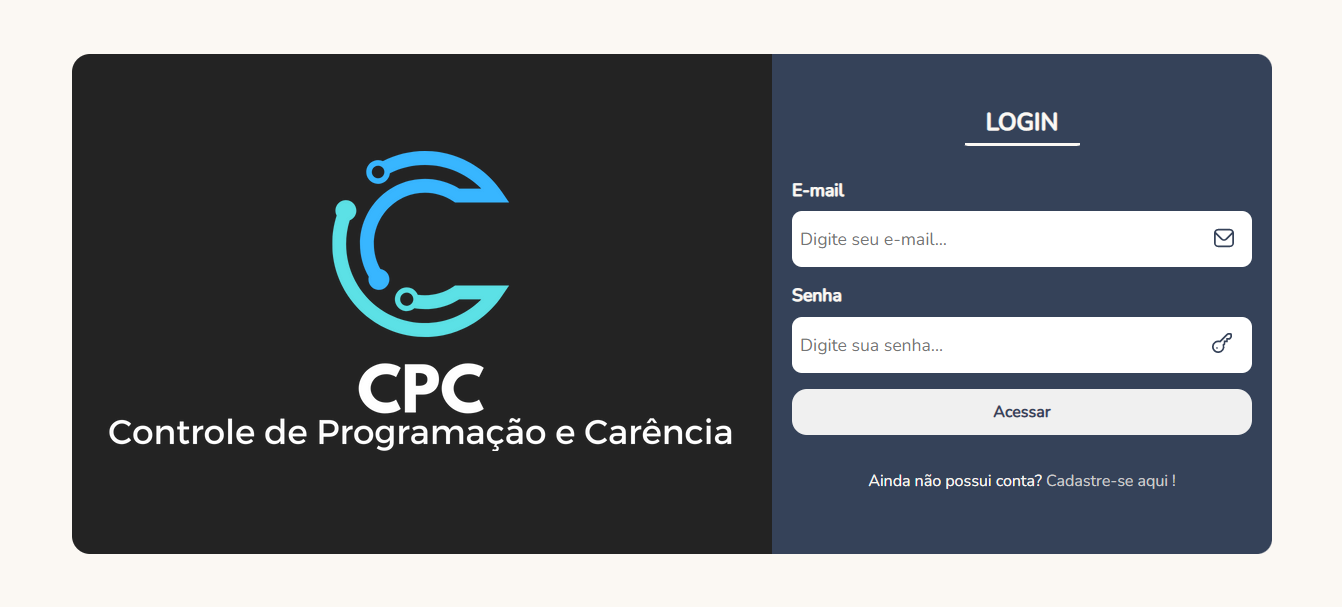 CPC
Controle de Programação e Carência
LOGIN
E-mail
Digite seu e-mail...
Senha
Digite sua senha...
Acessar
Ainda não possui conta? Cadastre-se aqui !